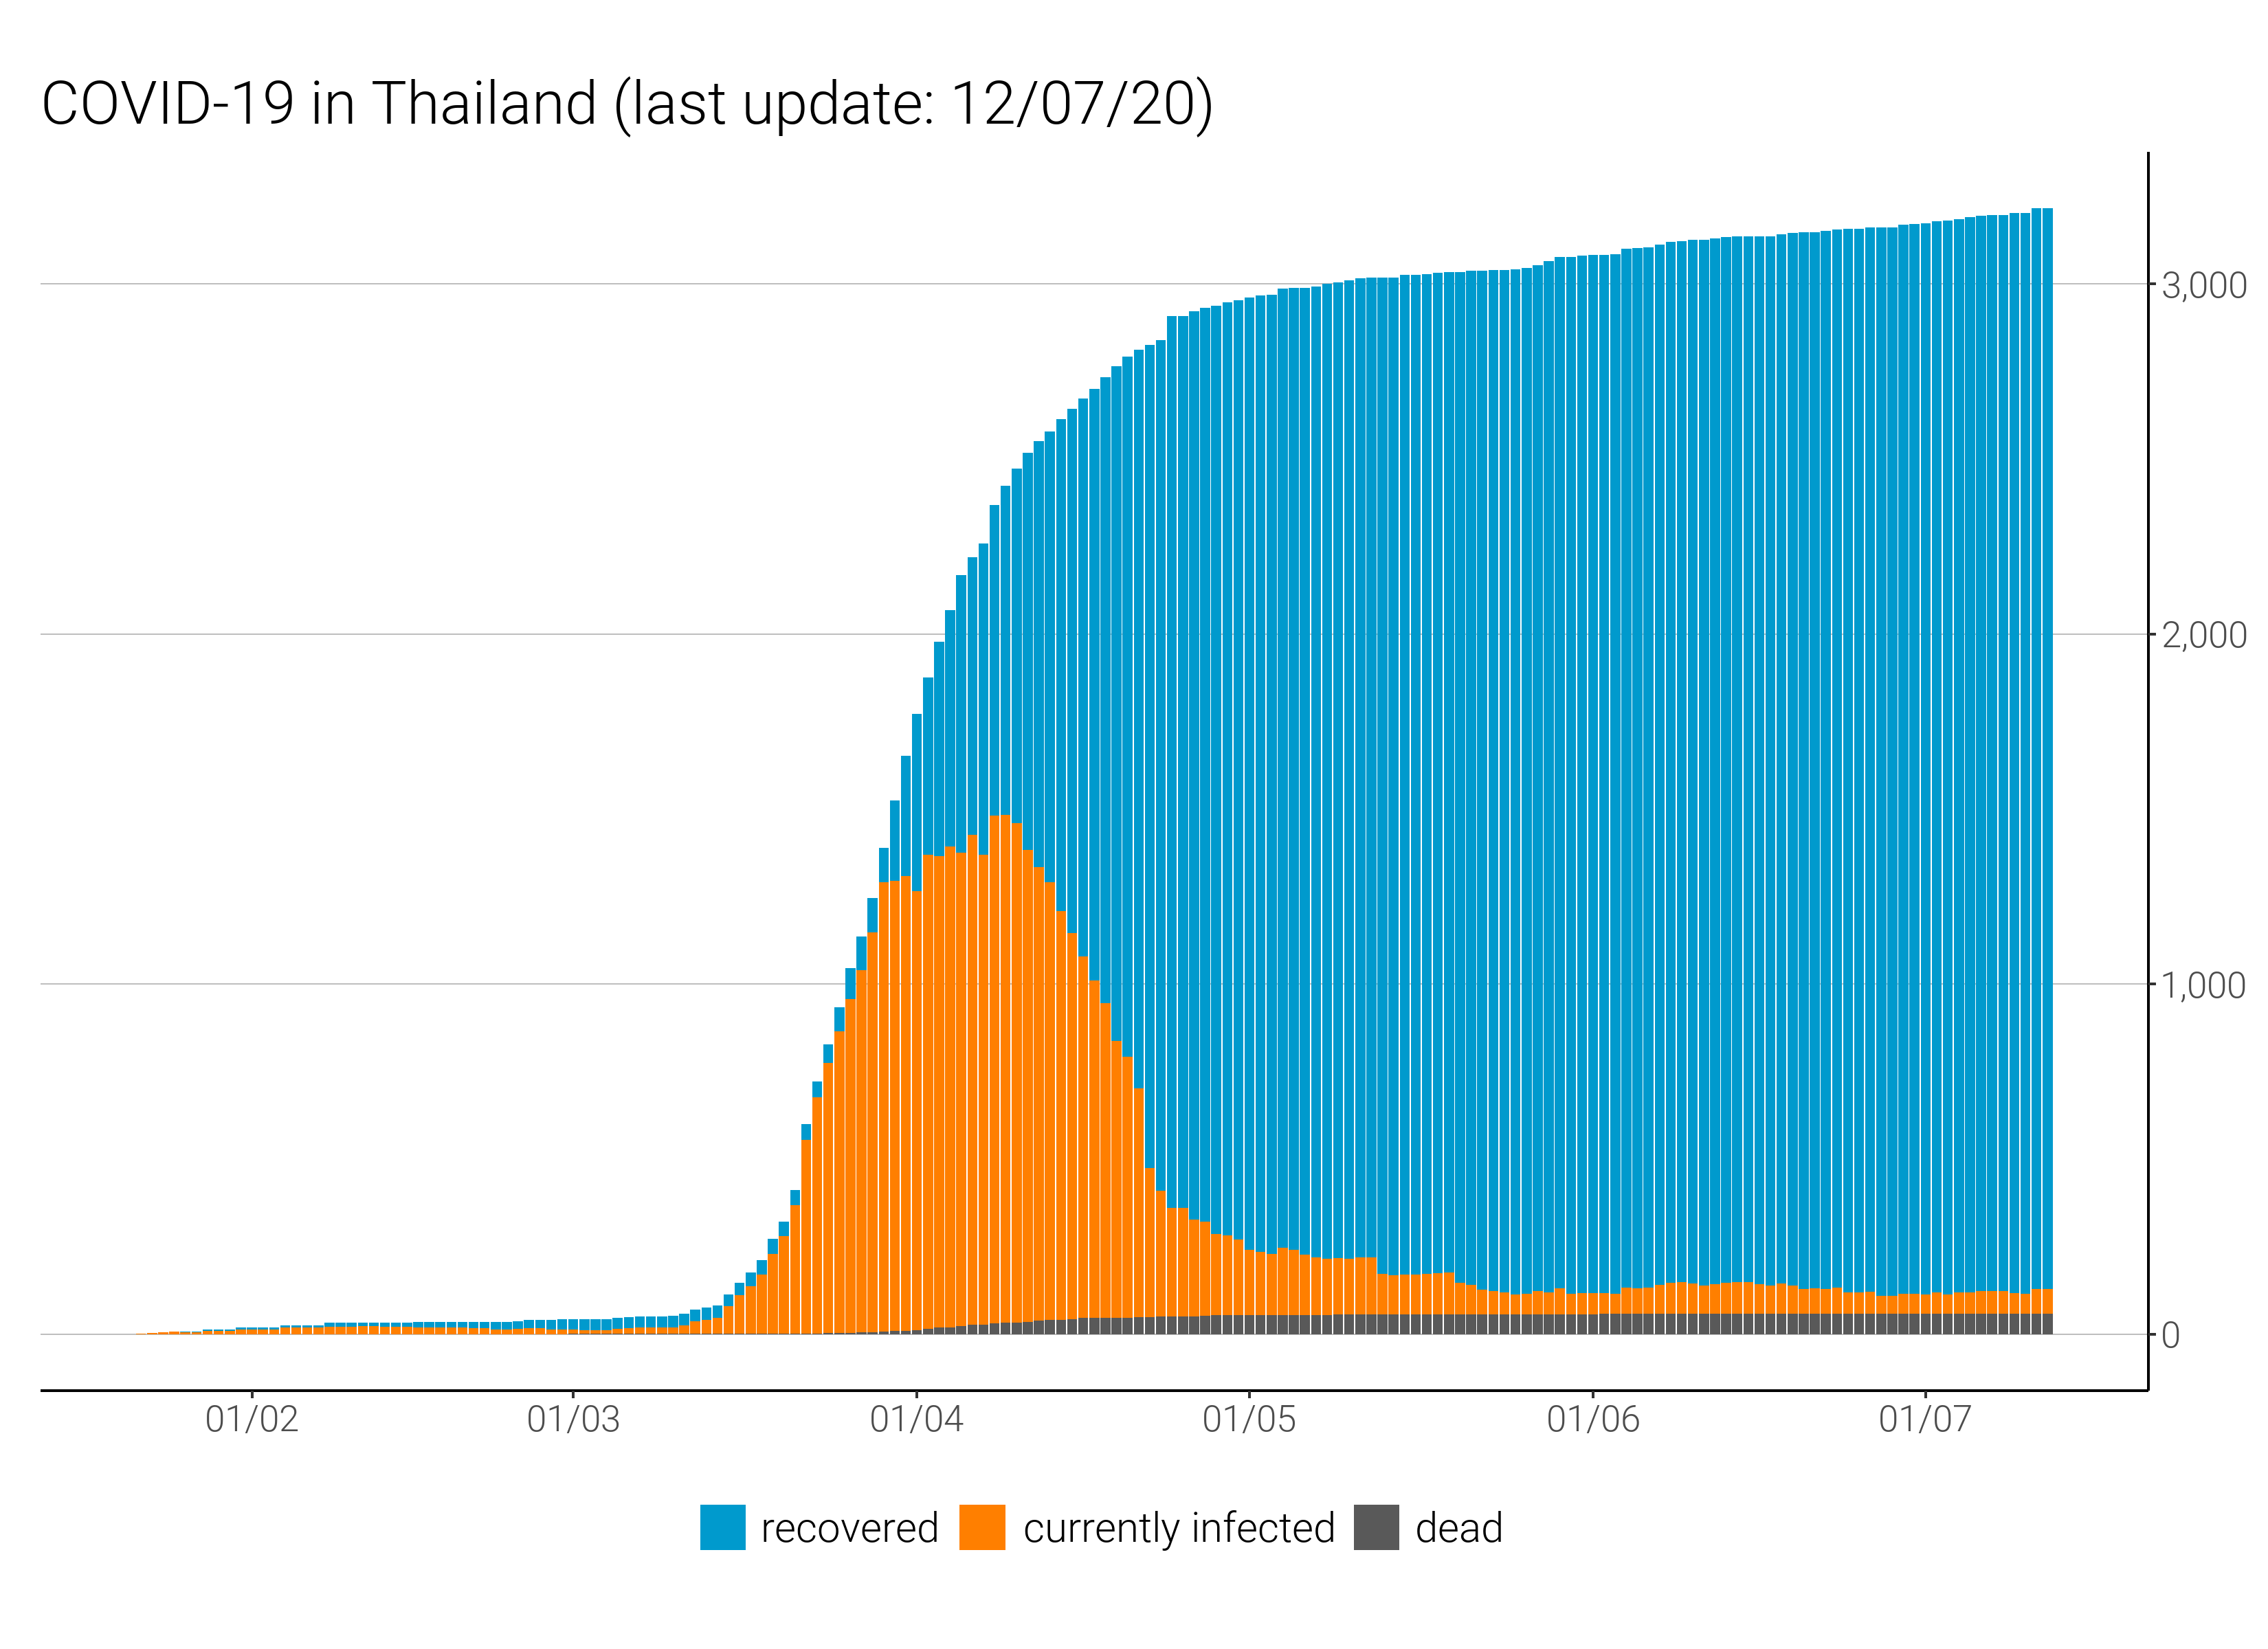 COVID-19 in Thailand (last update: 12/07/20)
3,000
2,000
1,000
0
01/02 01/03 01/04 01/05 01/06 01/07
recovered currently infected dead